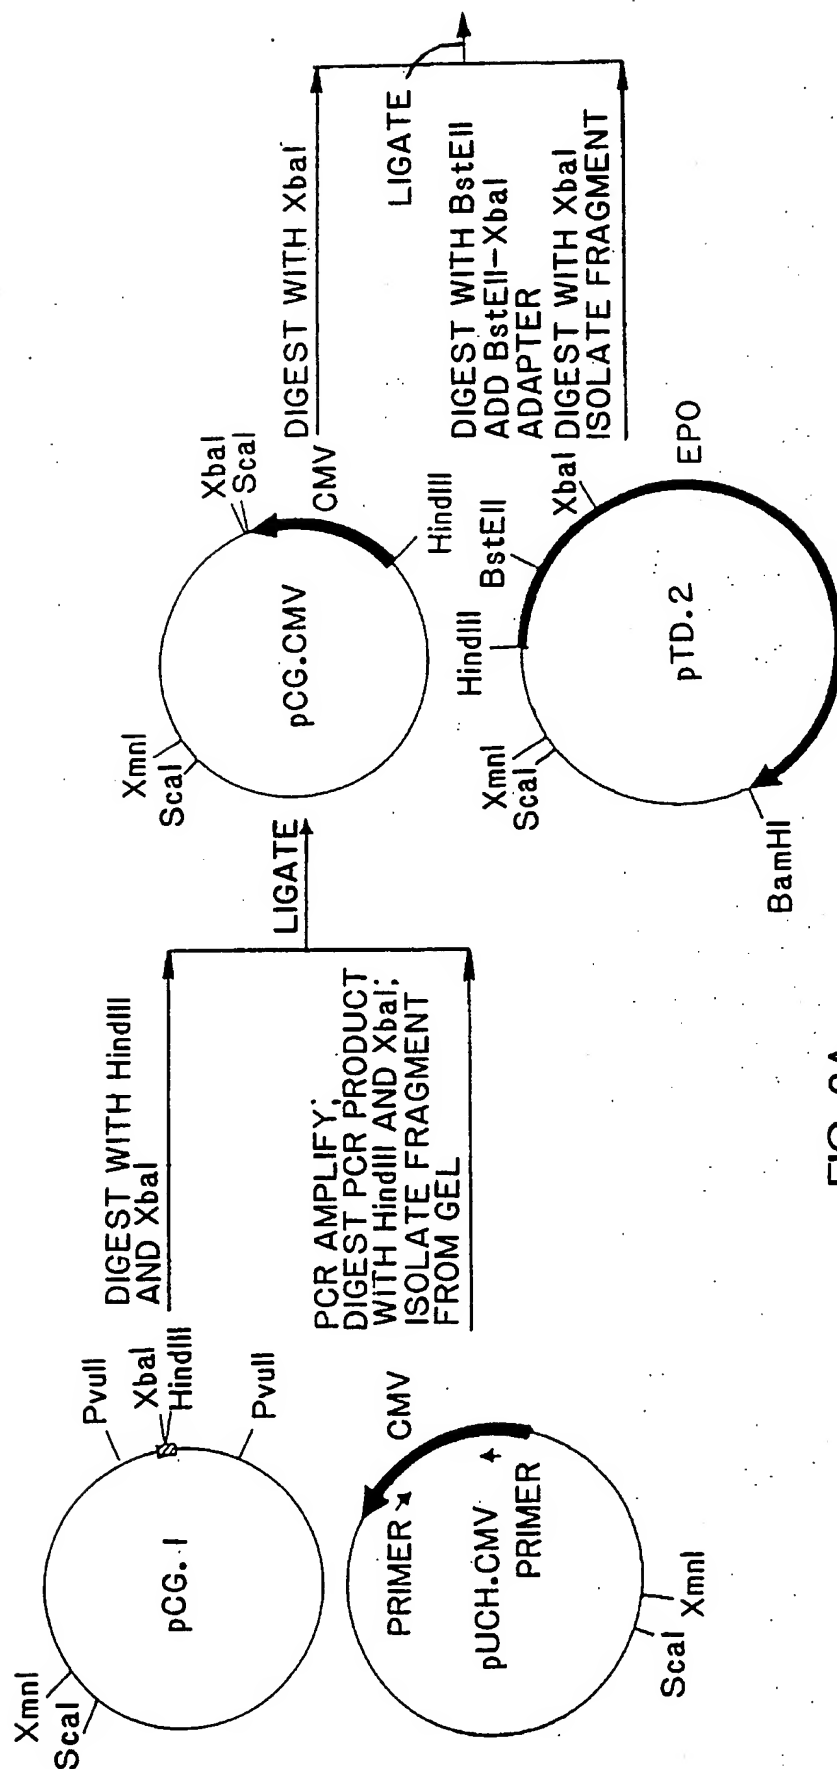 XmnI
ScaI
pCG.1
PvuII
XbaI
HindIII
PvuII
DIGEST WITH HindIII
AND XbaI
PRIMER
CMV
pUCH.CMV
PRIMER
ScaI
XmnI
PCR AMPLIFY;
DIGEST PCR PRODUCT
WITH HindIII AND XbaI;
ISOLATE FRAGMENT
FROM GEL
LIGATE
XmnI
ScaI
pCG.CMV
XbaI
ScaI
CMV
HindIII
DIGEST WITH XbaI
HindIII
BstEII
XbaI
XmnI
ScaI
pTD.2
EPO
BamHI
DIGEST WITH BstEII
ADD BstEII-XbaI
ADAPTER
DIGEST WITH XbaI
ISOLATE FRAGMENT
LIGATE